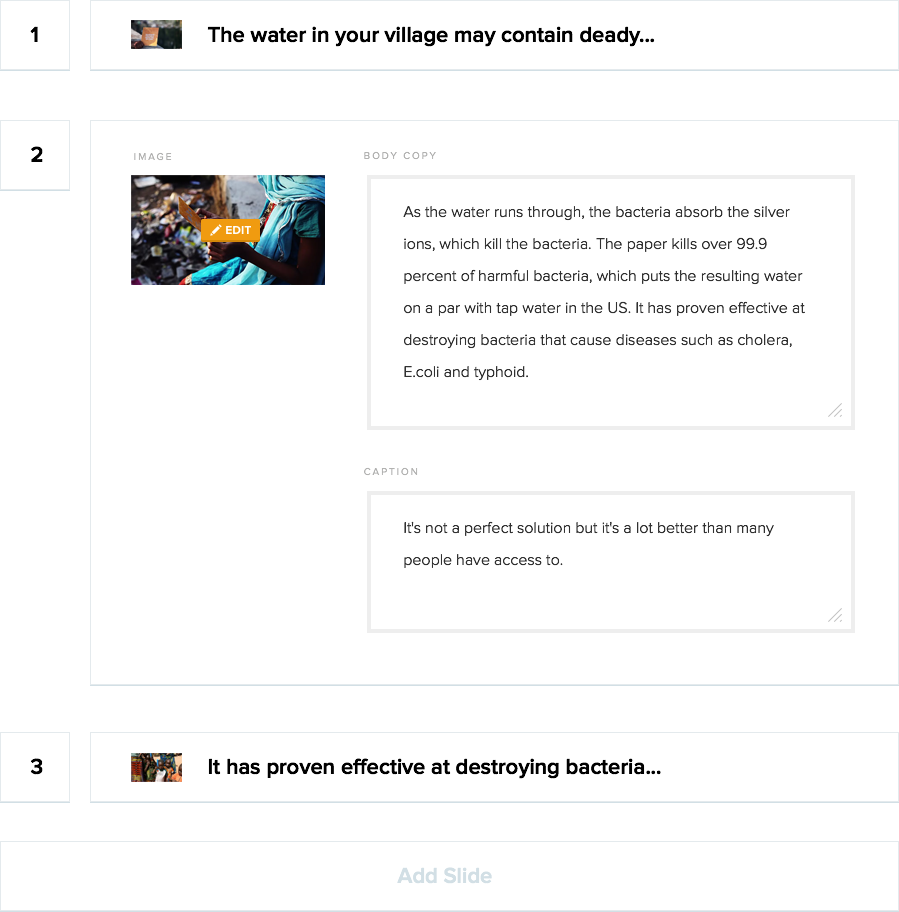 1
The water in your village may contain deady...
2
IMAGE
BODY COPY
EDIT
As the water runs through, the bacteria absorb the silver
ions, which kill the bacteria. The paper kills over 99.9
percent of harmful bacteria, which puts the resulting water
on a par with tap water in the US. It has proven effective at
destroying bacteria that cause diseases such as cholera,
E.coli and typhoid.
CAPTION
It's not a perfect solution but it's a lot better than many
people have access to.
3
It has proven effective at destroying bacteria...
Add Slide